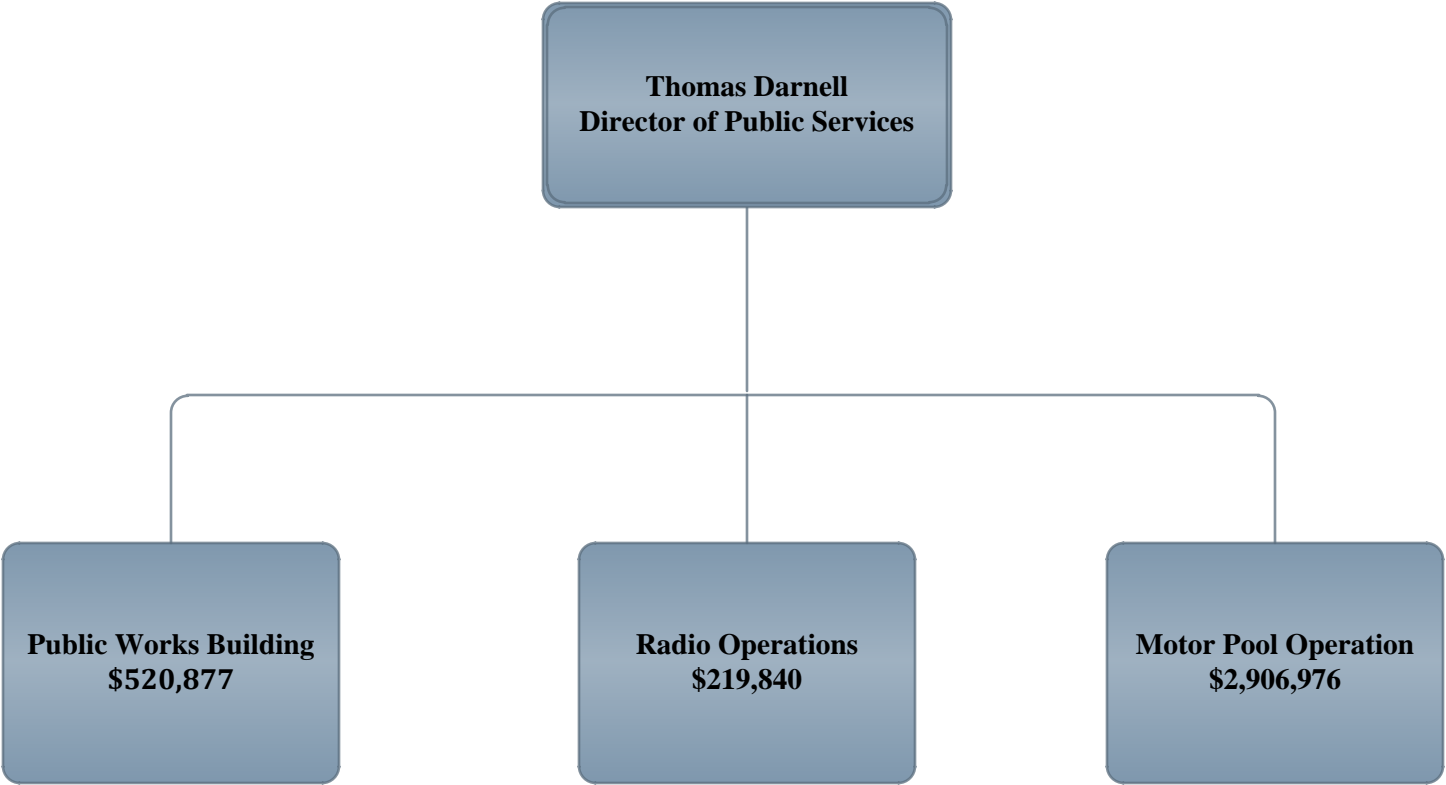 Thomas Darnell
Director of Public Services
Public Works Building
$520,877
Radio Operations
$219,840
Motor Pool Operation
$2,906,976